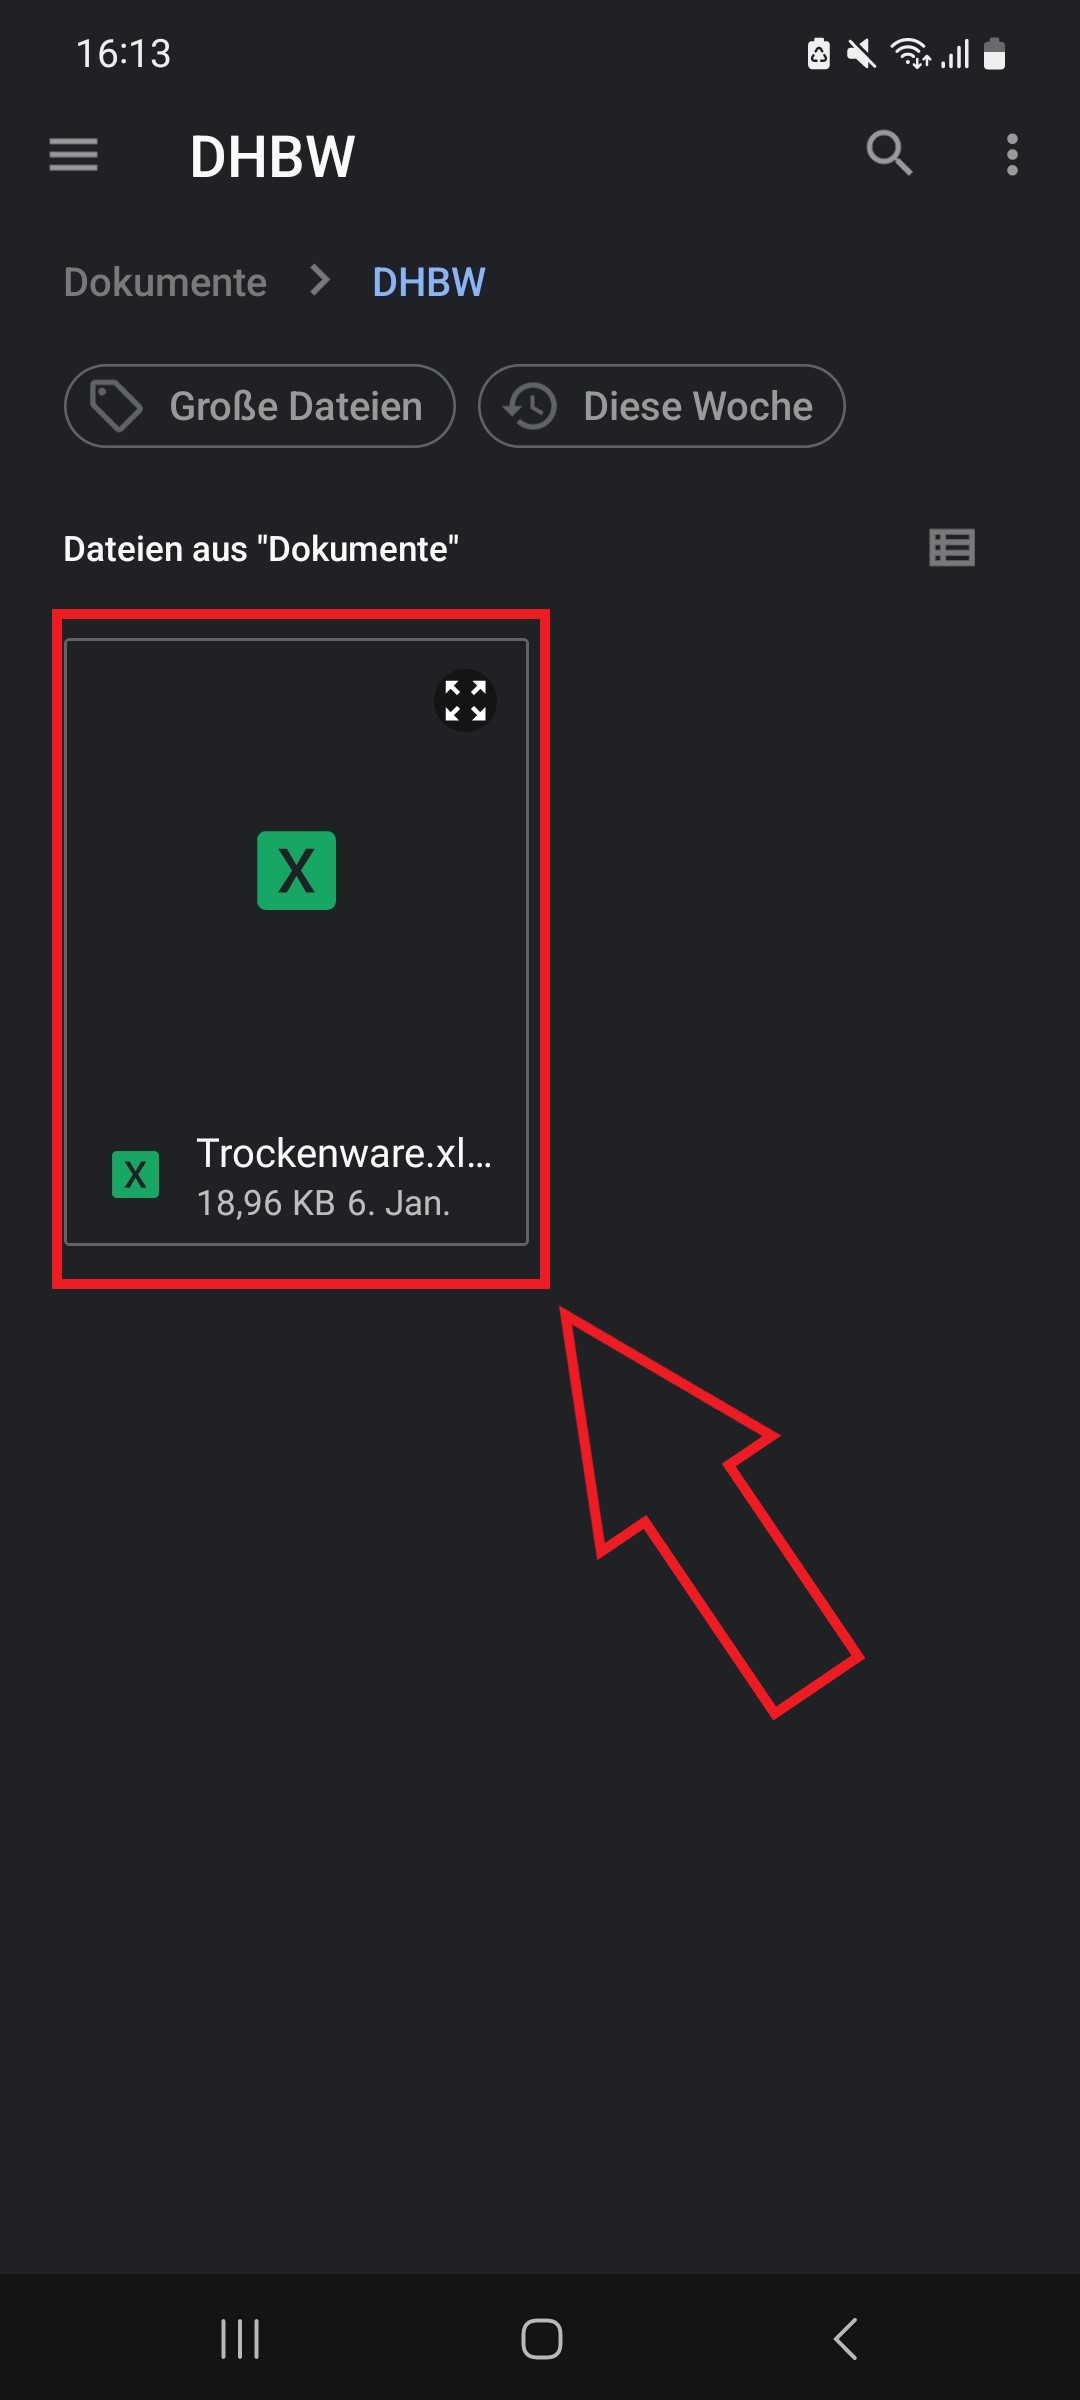 16:13
DHBW
Dokumente > DHBW
Große Dateien Diese Woche
Dateien aus "Dokumente"
X
X Trockenware.xl...
18,96 KB 6. Jan.